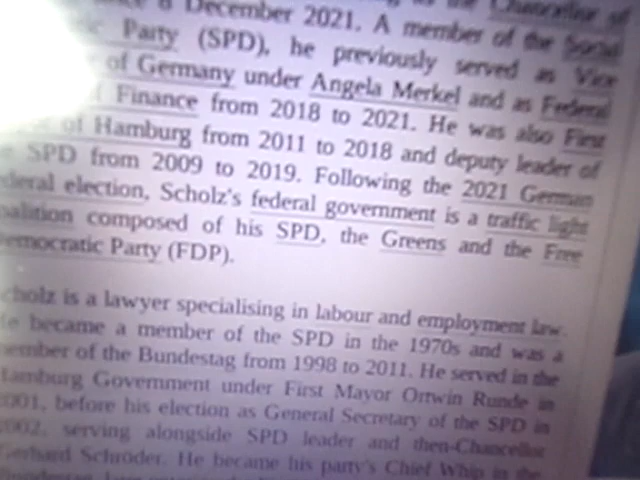 8 December 2021. A member of the Social
Party (SPD), he previously served as Vice
of Germany under Angela Merkel and as Federal
Finance from 2018 to 2021. He was also First
of Hamburg from 2011 to 2018 and deputy leader of
SPD from 2009 to 2019. Following the 2021 German
election, Scholz's federal government is a traffic light
composed of his SPD, the Greens and the Free
Party (FDP).
is a lawyer specialising in labour and employment law.
became a member of the SPD in the 1970s and was a
of the Bundestag from 1998 to 2011. He served in the
Hamburg Government under First Mayor Ortwin Runde in
2001, before his election as General Secretary of the SPD in
2002, serving alongside SPD leader and then-Chancellor
Gerhard Schröder. He became his party's Chief Whip in the